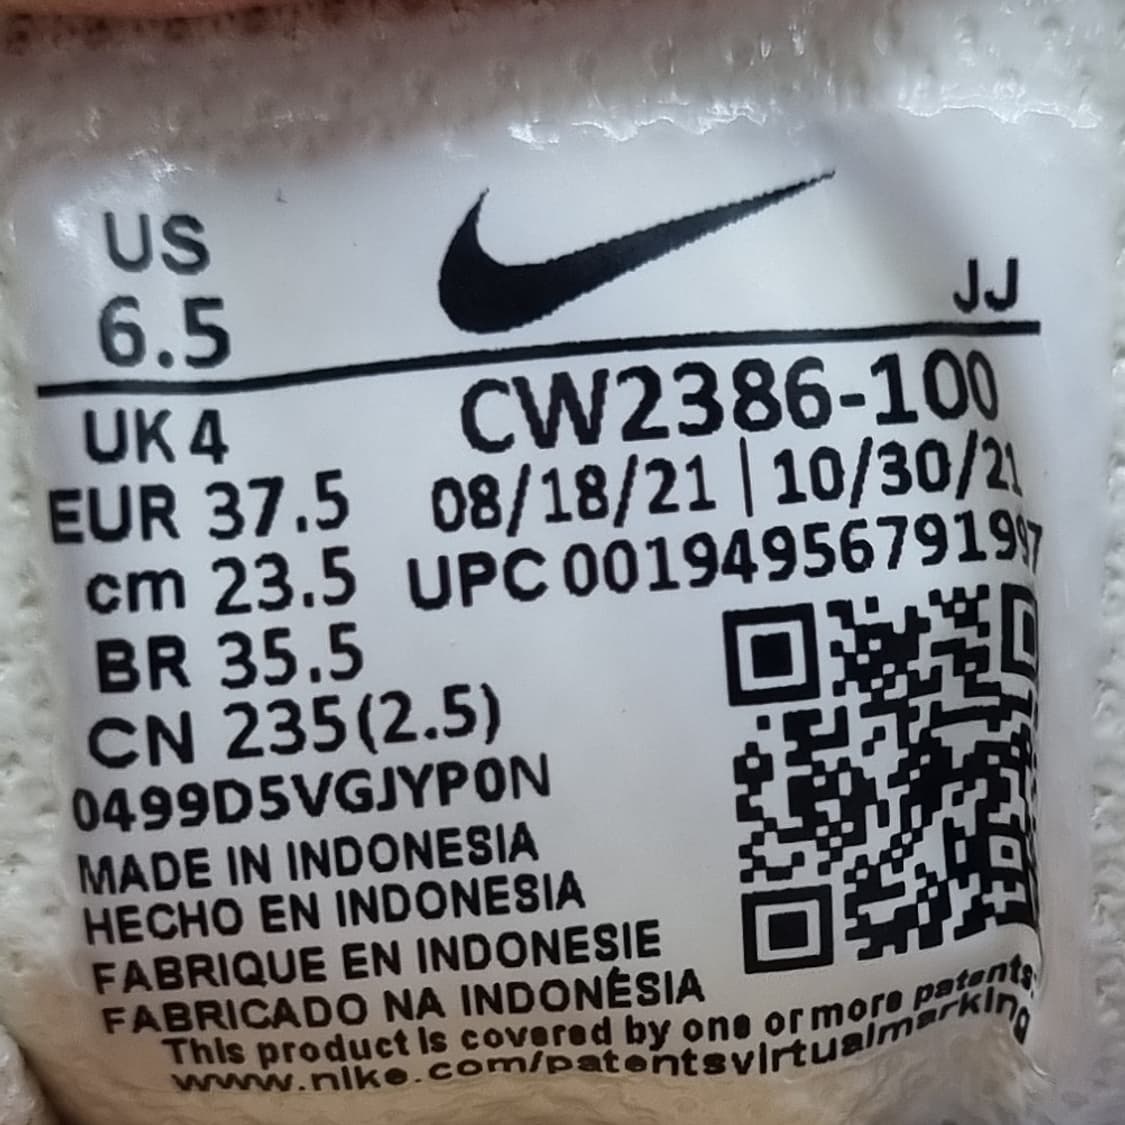 US
6.5
JJ
UK 4
CW2386-100
EUR 37.5
08/18/21 | 10/30/21
cm 23.5
UPC 00194956791997
BR 35.5
CN 235(2.5)
0499D5VGJYP0N
MADE IN INDONESIA
HECHO EN INDONESIA
FABRIQUE EN INDONESIE
FABRICADO NA INDONÉSIA
This product is covered by one or more patents.
www.nike.com/patentsvirtualmarking